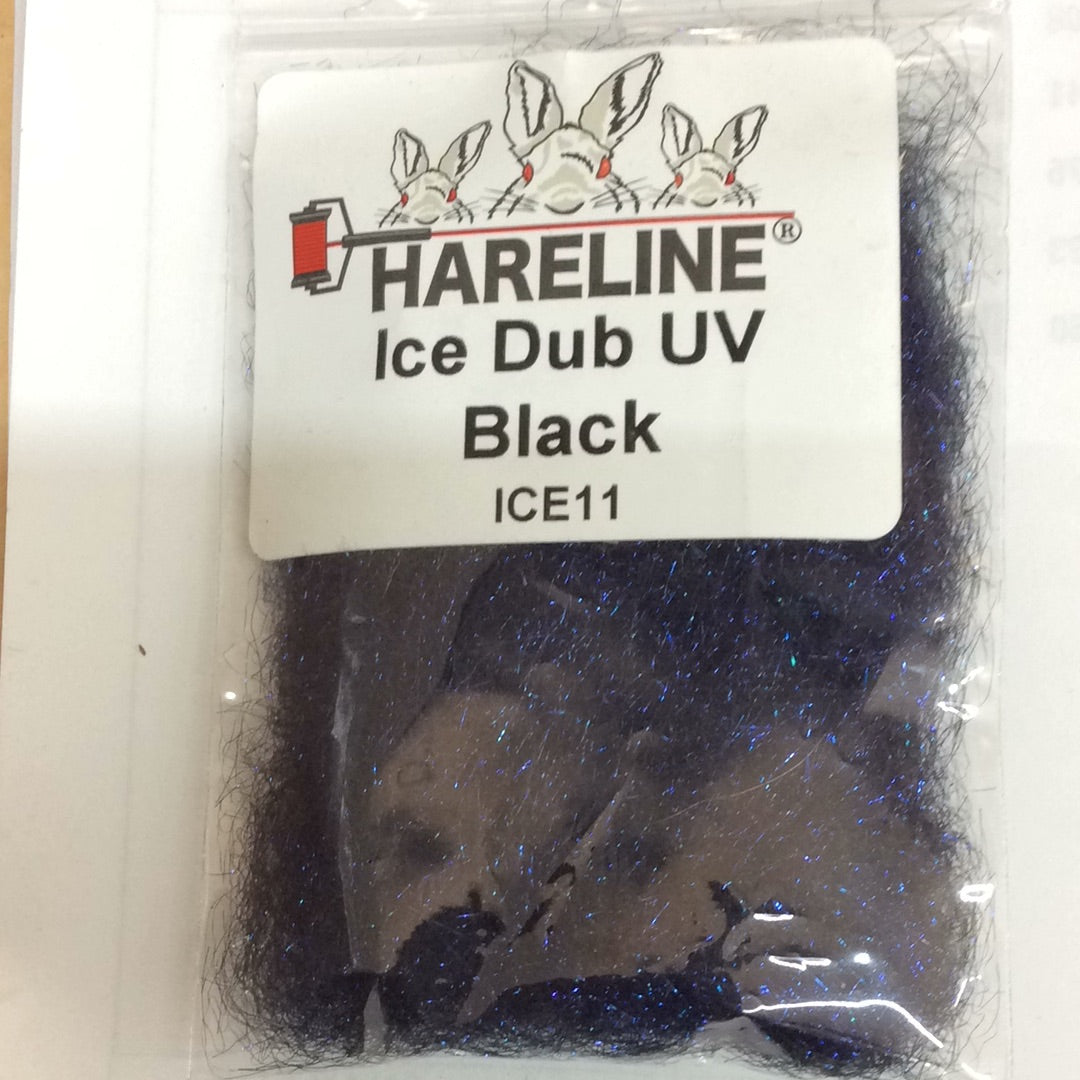 HARELINE®
Ice Dub UV
Black
ICE11